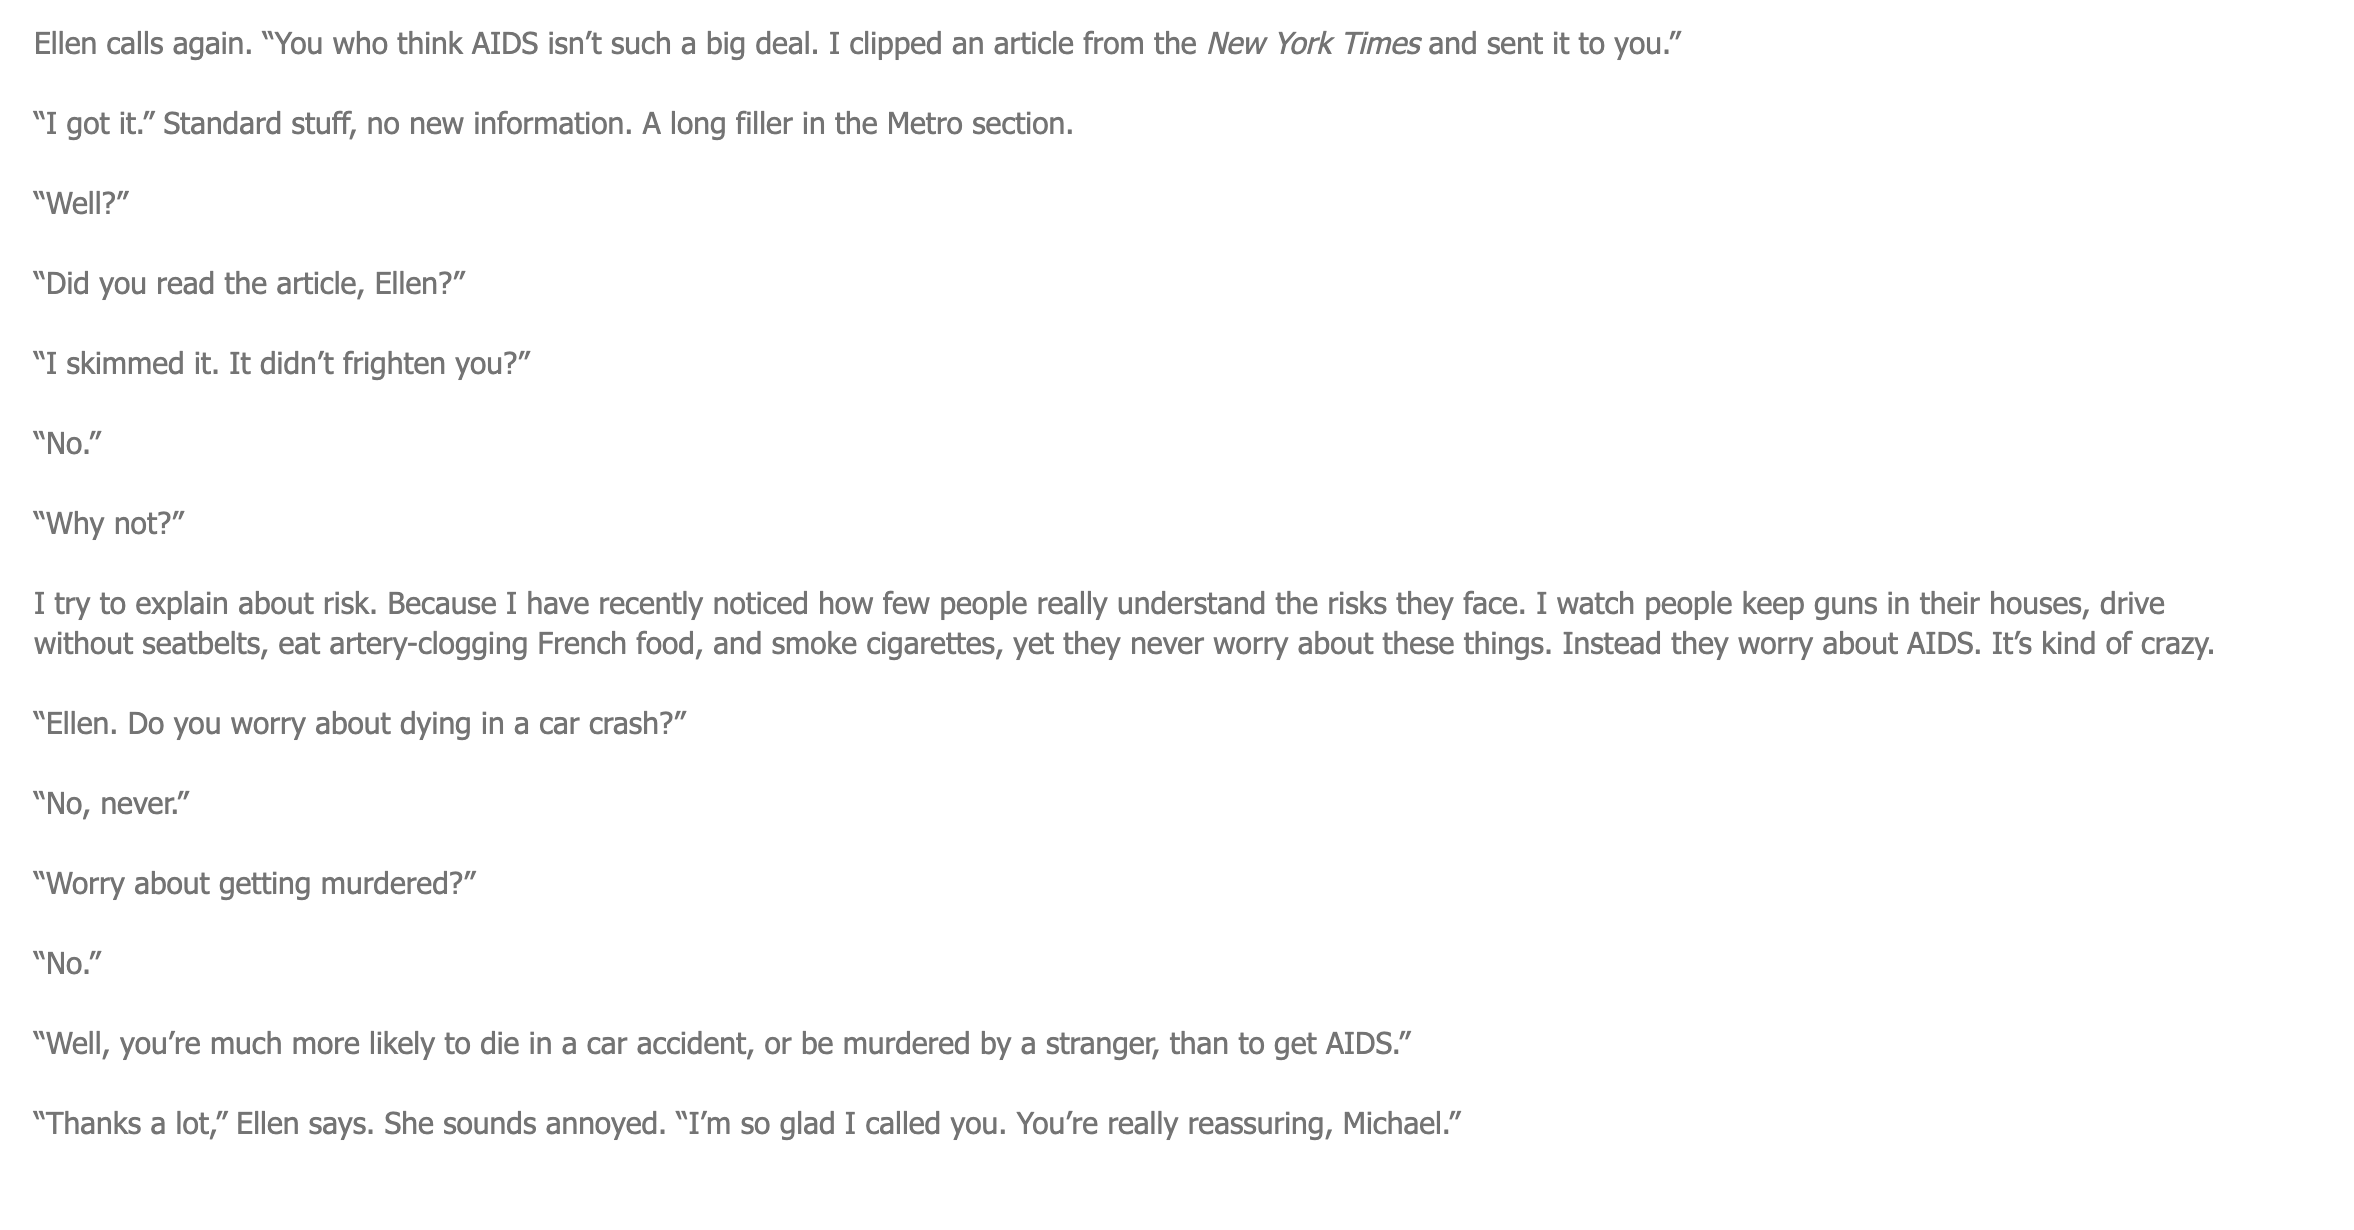 Ellen calls again. “You who think AIDS isn’t such a big deal. I clipped an article from the New York Times and sent it to you.”
“I got it.” Standard stuff, no new information. A long filler in the Metro section.
“Well?”
“Did you read the article, Ellen?”
“I skimmed it. It didn’t frighten you?”
“No.”
“Why not?”
I try to explain about risk. Because I have recently noticed how few people really understand the risks they face. I watch people keep guns in their houses, drive
without seatbelts, eat artery-clogging French food, and smoke cigarettes, yet they never worry about these things. Instead they worry about AIDS. It’s kind of crazy.
“Ellen. Do you worry about dying in a car crash?”
“No, never.”
“Worry about getting murdered?”
“No.”
“Well, you’re much more likely to die in a car accident, or be murdered by a stranger, than to get AIDS.”
“Thanks a lot,” Ellen says. She sounds annoyed. “I’m so glad I called you. You’re really reassuring, Michael.”